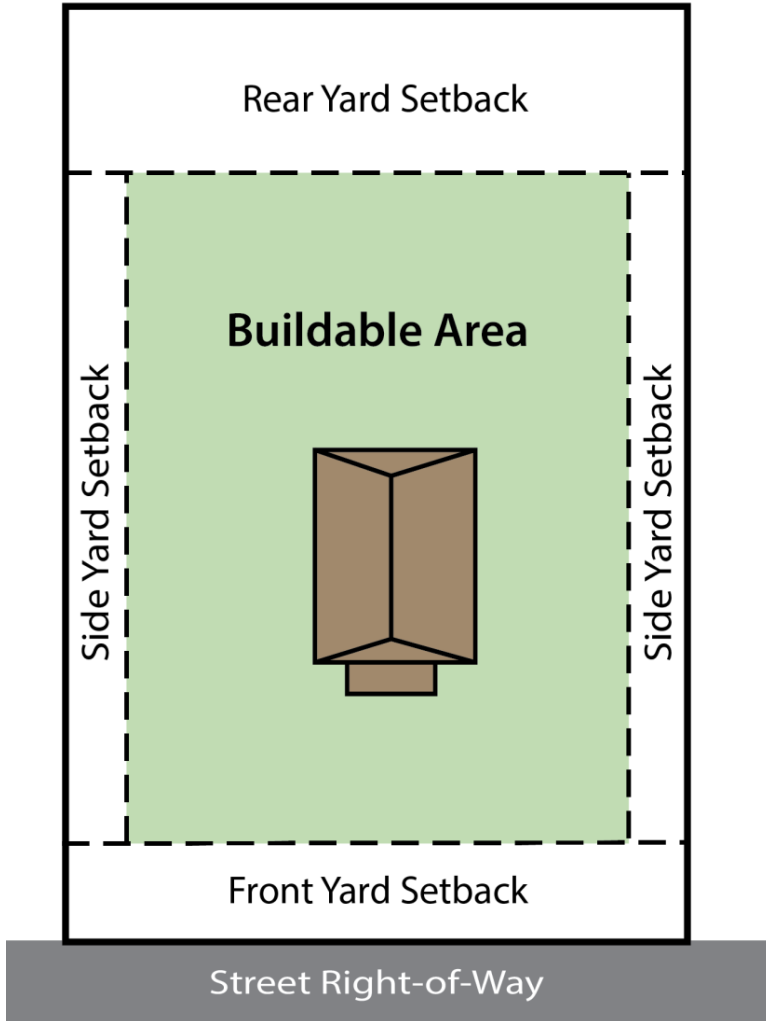 Rear Yard Setback
Buildable Area
Side Yard Setback
Side Yard Setback
Front Yard Setback
Street Right-of-Way